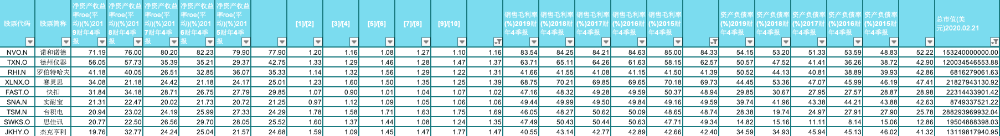 股票代码 股票简称 净资产收益率roe(平均)(%)2019财年4季报 净资产收益率roe(平均)(%)2018财年4季报 净资产收益率roe(平均)(%)2017财年4季报 净资产收益率roe(平均)(%)2016财年4季报 净资产收益率roe(平均)(%)2015财年4季报 [1]/[2] [3]/[4] [5]/[6] [7]/[8] [9]/[10] 销售毛利率(%)2019财年4季报 销售毛利率(%)2018财年4季报 销售毛利率(%)2017财年4季报 销售毛利率(%)2016财年4季报 销售毛利率(%)2015财年4季报 资产负债率(%)2019财年4季报 资产负债率(%)2018财年4季报 资产负债率(%)2017财年4季报 资产负债率(%)2016财年4季报 资产负债率(%)2015财年4季报 总市值(美元)2020.02.21
NVO.N 诺和诺德 71.19 76.00 80.20 82.23 79.90 77.90 1.20 1.16 1.08 1.27 1.10 1.16 83.54 84.25 84.21 84.63 85.00 84.33 54.15 53.20 51.33 53.59 48.83 52.22 153240000000.00
TXN.O 德州仪器 56.05 57.73 35.39 35.21 29.37 42.75 1.33 1.29 1.46 1.28 1.47 1.37 63.71 65.11 64.26 61.63 58.15 62.57 50.57 47.52 41.41 36.26 38.72 42.90 120034546553.88
RHI.N 罗伯特哈夫 41.18 40.05 26.51 32.85 36.07 35.33 1.14 1.32 1.56 1.29 1.22 1.31 41.66 41.55 41.08 41.15 41.50 41.39 50.52 44.13 40.81 38.89 39.93 42.86 6816279061.63
XLNX.O 赛灵思 34.08 21.18 24.42 21.18 24.17 25.01 1.23 1.60 1.50 1.35 1.25 1.39 68.75 70.21 69.85 69.65 70.18 69.73 44.45 53.36 47.07 45.99 46.19 47.41 21827943130.92
FAST.O 快扣 31.84 34.18 28.71 26.75 27.79 29.85 1.07 0.90 1.01 1.04 1.07 1.02 47.16 48.32 49.28 49.59 50.37 48.94 29.85 30.67 27.95 27.57 28.87 28.98 22314433901.42
SNA.N 实耐宝 21.31 22.47 20.02 21.73 20.72 21.25 0.97 1.12 1.09 1.05 1.06 1.06 49.44 49.99 49.50 49.84 49.16 49.59 39.74 41.96 43.38 44.21 43.88 42.63 8749337521.22
TSM.N 台积电 20.94 23.02 24.19 25.99 27.33 24.29 1.78 1.58 1.71 1.63 1.75 1.69 46.05 48.27 50.62 50.09 48.65 48.74 28.38 19.74 24.97 27.91 27.90 25.78 288293969932.04
SWKS.O 思佳讯 20.77 22.50 26.56 29.70 28.05 25.52 1.60 1.37 1.44 1.08 1.24 1.35 47.49 50.43 50.44 50.63 47.71 49.34 14.82 15.16 11.11 8.14 15.06 12.86 19504888398.03
JKHY.O 杰克亨利 19.76 32.77 24.24 25.04 21.57 24.68 1.59 1.09 1.45 1.47 1.77 1.47 40.55 43.14 42.77 42.89 42.66 42.40 34.59 34.93 45.94 45.13 46.02 41.32 13119817940.95